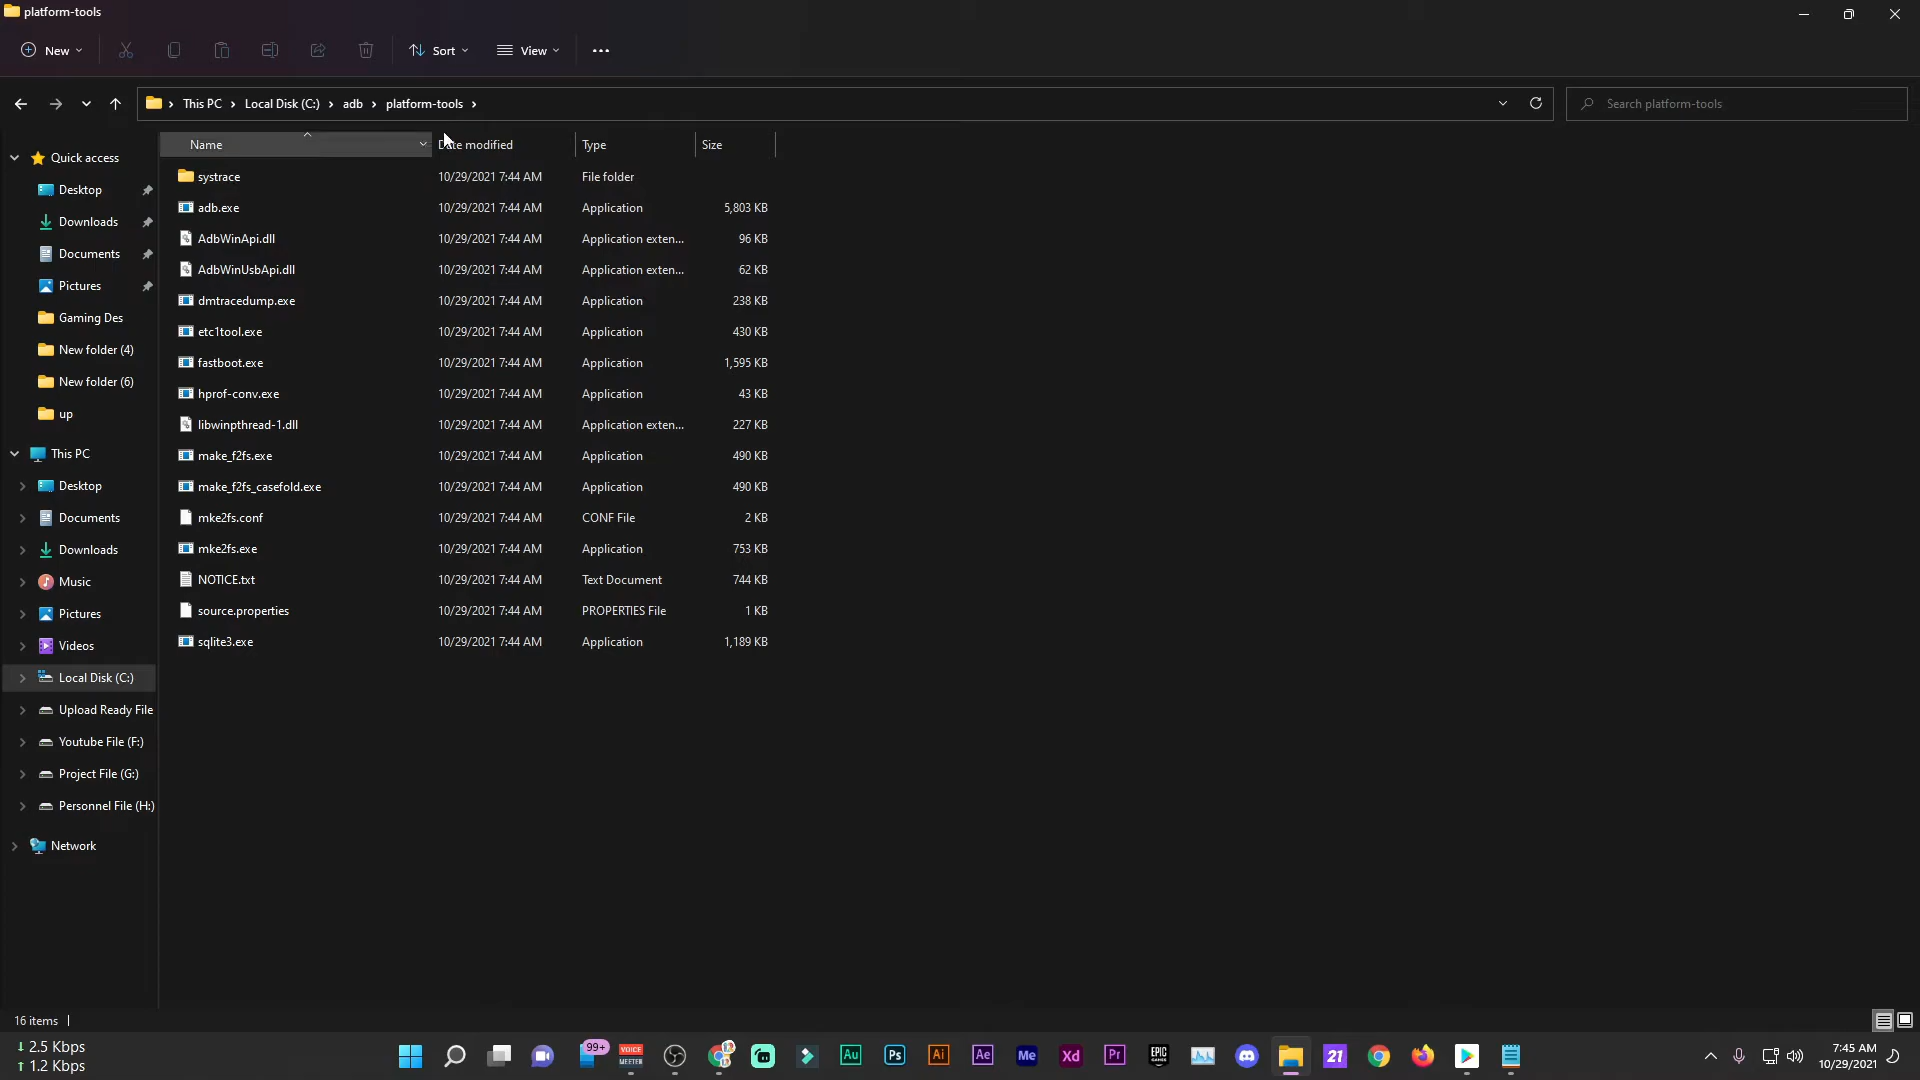 platform-tools
New
Sort
View
This PC > Local Disk (C:) > adb > platform-tools >
Search platform-tools
Name
te modified
Type
Size
Quick access
Desktop
Downloads
Documents
Pictures
Gaming Des
New folder (4)
New folder (6)
up
This PC
Desktop
Documents
Downloads
Music
Pictures
Videos
Local Disk (C:)
Upload Ready File
Youtube File (F:)
Project File (G:)
Personnel File (H:)
Network
systrace 10/29/2021 7:44 AM File folder
adb.exe 10/29/2021 7:44 AM Application 5,803 KB
AdbWinApi.dll 10/29/2021 7:44 AM Application exten... 96 KB
AdbWinUsbApi.dll 10/29/2021 7:44 AM Application exten... 62 KB
dmtracedump.exe 10/29/2021 7:44 AM Application 238 KB
etc1tool.exe 10/29/2021 7:44 AM Application 430 KB
fastboot.exe 10/29/2021 7:44 AM Application 1,595 KB
hprof-conv.exe 10/29/2021 7:44 AM Application 43 KB
libwinpthread-1.dll 10/29/2021 7:44 AM Application exten... 227 KB
make_f2fs.exe 10/29/2021 7:44 AM Application 490 KB
make_f2fs_casefold.exe 10/29/2021 7:44 AM Application 490 KB
mke2fs.conf 10/29/2021 7:44 AM CONF File 2 KB
mke2fs.exe 10/29/2021 7:44 AM Application 753 KB
NOTICE.txt 10/29/2021 7:44 AM Text Document 744 KB
source.properties 10/29/2021 7:44 AM PROPERTIES File 1 KB
sqlite3.exe 10/29/2021 7:44 AM Application 1,189 KB
16 items
2.5 Kbps
1.2 Kbps
99+
VOICE
MEETER
Au
Ps
Ai
Ae
Me
Xd
Pr
EPIC
GAMES
21
7:45 AM
10/29/2021